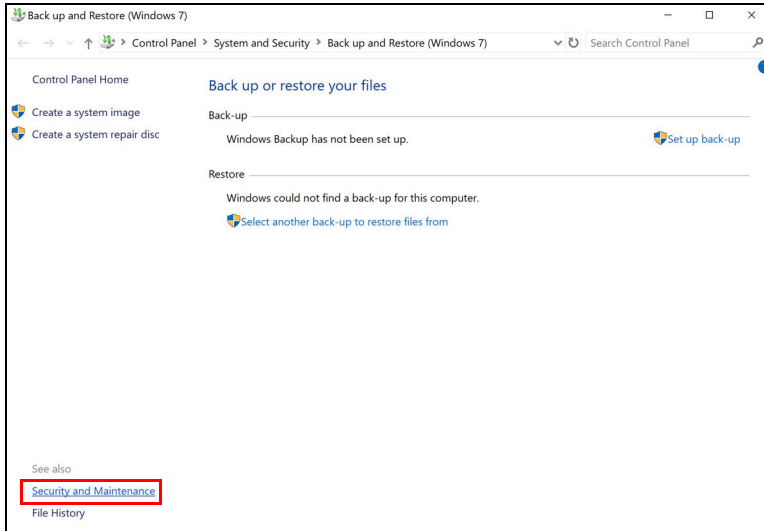 Back up and Restore (Windows 7)
Control Panel > System and Security > Back up and Restore (Windows 7)
Search Control Panel
Control Panel Home
Create a system image
Create a system repair disc
Back up or restore your files
Back-up
Windows Backup has not been set up.
Set up back-up
Restore
Windows could not find a back-up for this computer.
Select another back-up to restore files from
See also
Security and Maintenance
File History